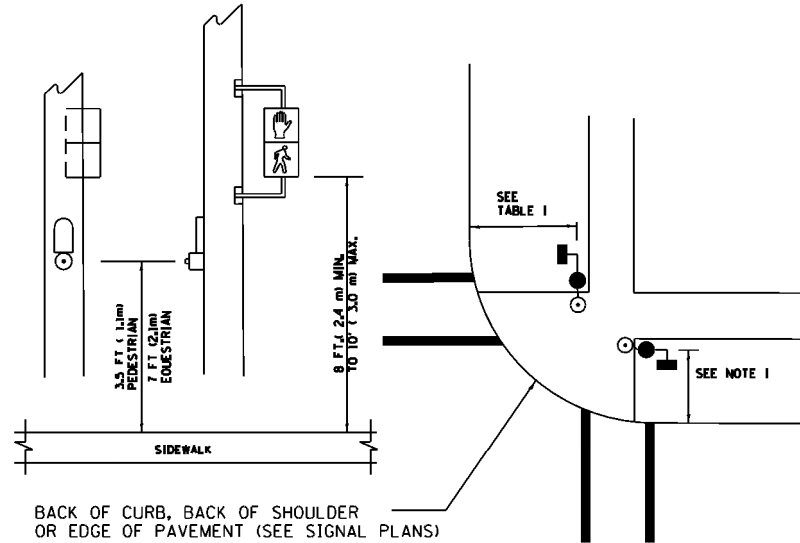 SEE
TABLE 1
3.5 FT ( 1.1m)
PEDESTRIAN
7 FT (2.1m)
EQUESTRIAN
8 FT.( 2.4 m) MIN.
TO 10' ( 3.0 m) MAX.
SEE NOTE 1
SIDEWALK
BACK OF CURB, BACK OF SHOULDER
OR EDGE OF PAVEMENT (SEE SIGNAL PLANS)